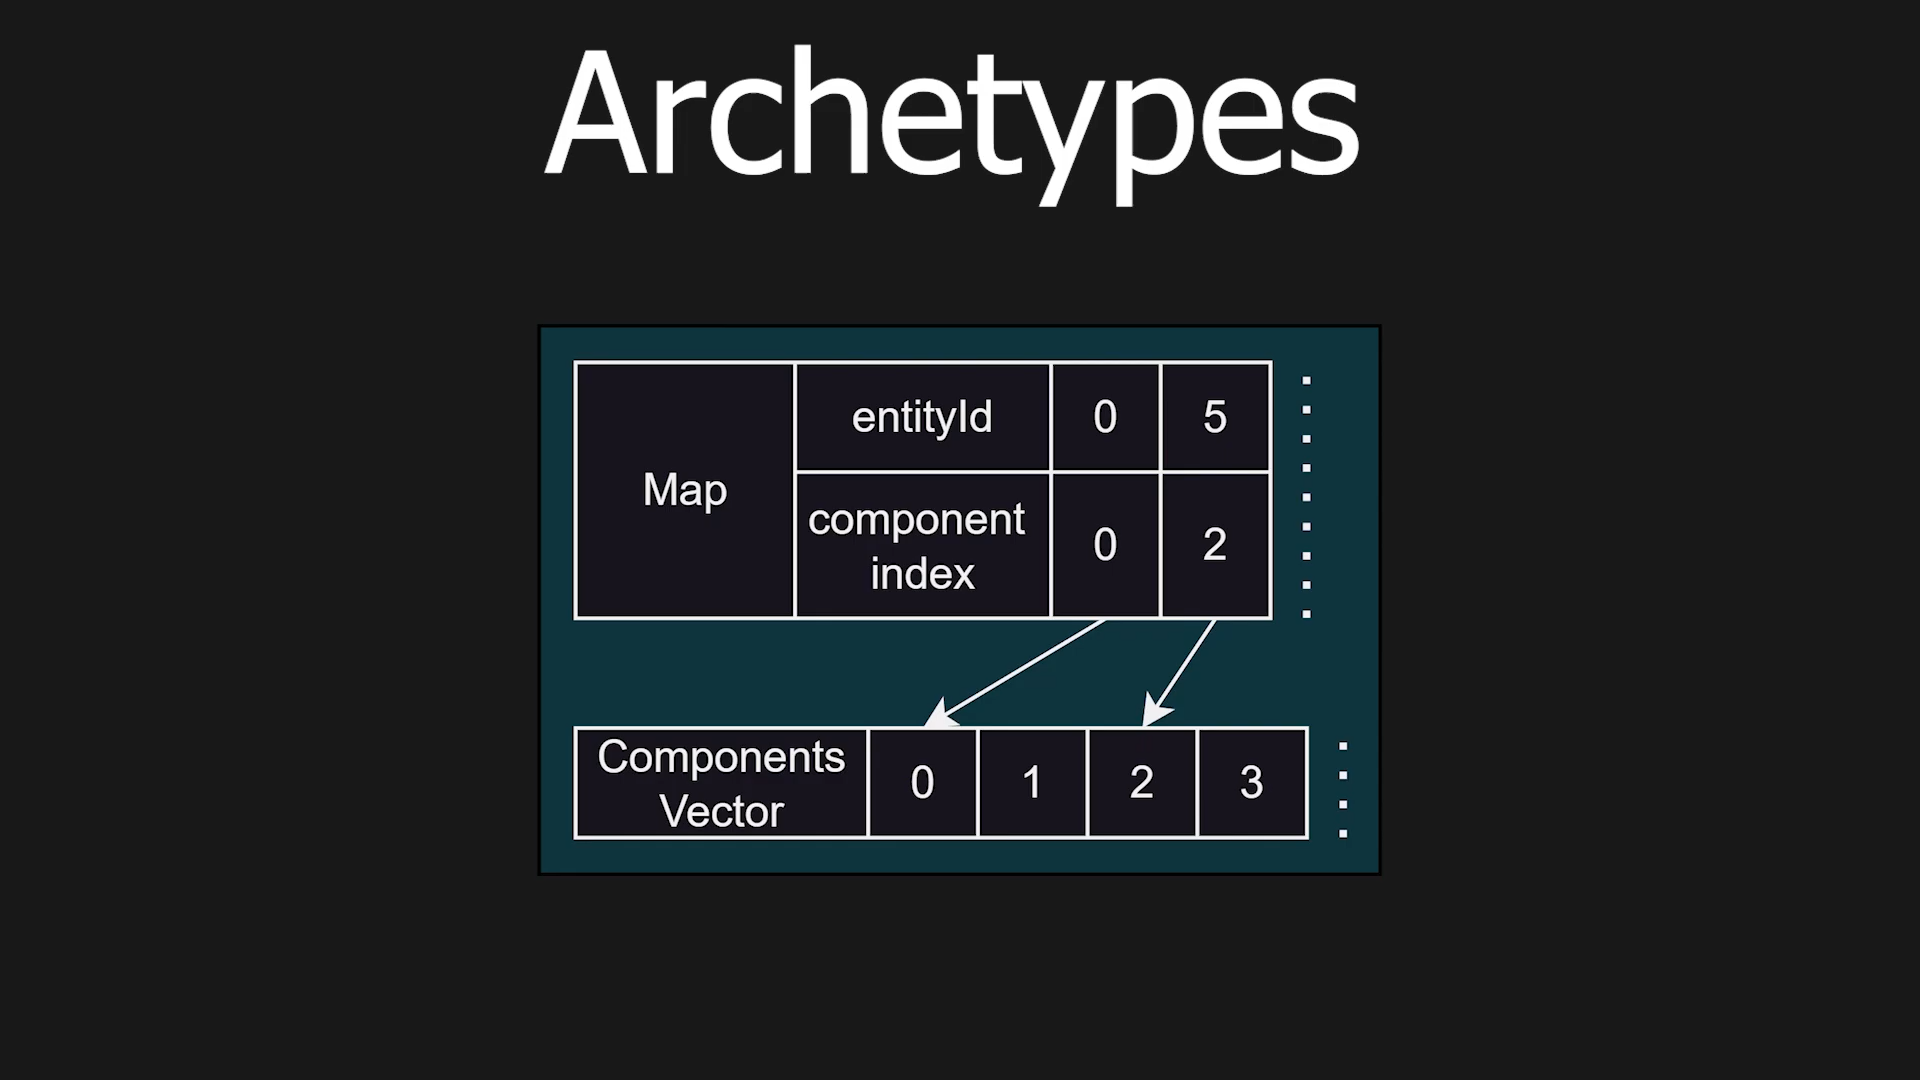 Archetypes
Map
entityId 0 5
component
index 0 2
Components
Vector 0 1 2 3